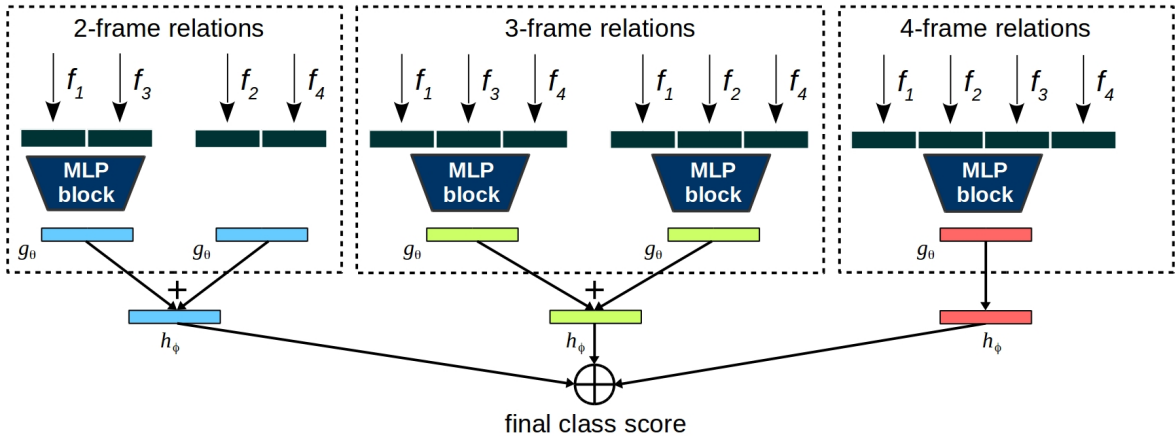 2-frame relations
3-frame relations
4-frame relations
f1 f3 f2 f4
f1 f3 f4 f1 f2 f4
f1 f2 f3 f4
MLP
block
MLP
block
MLP
block
MLP
block
gθ gθ gθ gθ gθ
+ +
hϕ hϕ hϕ
final class score